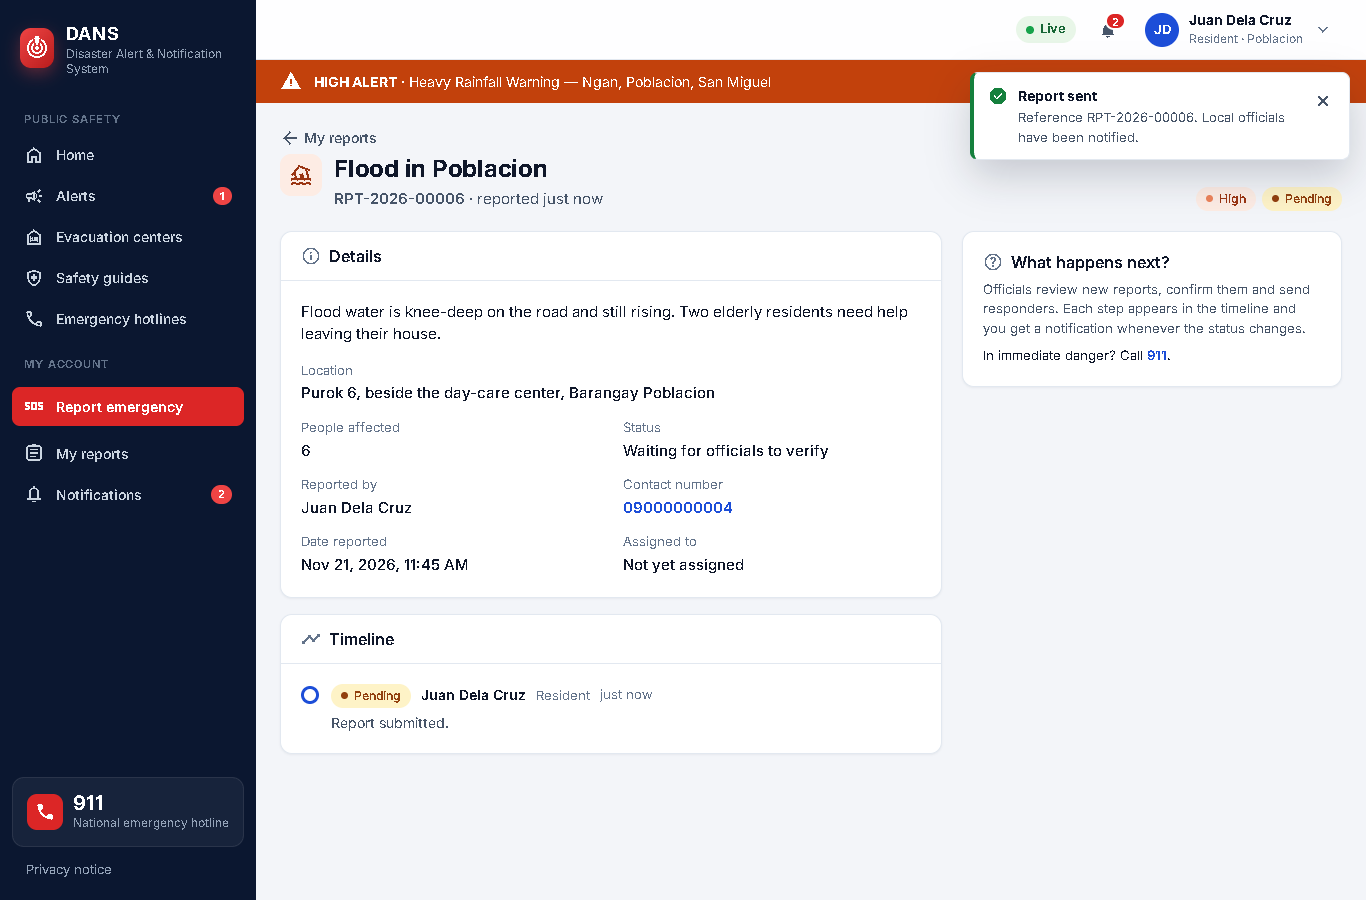 DANS
Disaster Alert & Notification
System
PUBLIC SAFETY
Home
Alerts
1
Evacuation centers
Safety guides
Emergency hotlines
MY ACCOUNT
SOS Report emergency
My reports
Notifications
2
911
National emergency hotline
Privacy notice
Live
2
JD
Juan Dela Cruz
Resident · Poblacion
HIGH ALERT · Heavy Rainfall Warning — Ngan, Poblacion, San Miguel
Report sent
Reference RPT-2026-00006. Local officials
have been notified.
My reports
Flood in Poblacion
RPT-2026-00006 · reported just now
High
Pending
Details
Flood water is knee-deep on the road and still rising. Two elderly residents need help
leaving their house.
Location
Purok 6, beside the day-care center, Barangay Poblacion
People affected
6
Status
Waiting for officials to verify
Reported by
Juan Dela Cruz
Contact number
09000000004
Date reported
Nov 21, 2026, 11:45 AM
Assigned to
Not yet assigned
Timeline
Pending Juan Dela Cruz Resident just now
Report submitted.
What happens next?
Officials review new reports, confirm them and send
responders. Each step appears in the timeline and
you get a notification whenever the status changes.
In immediate danger? Call 911.